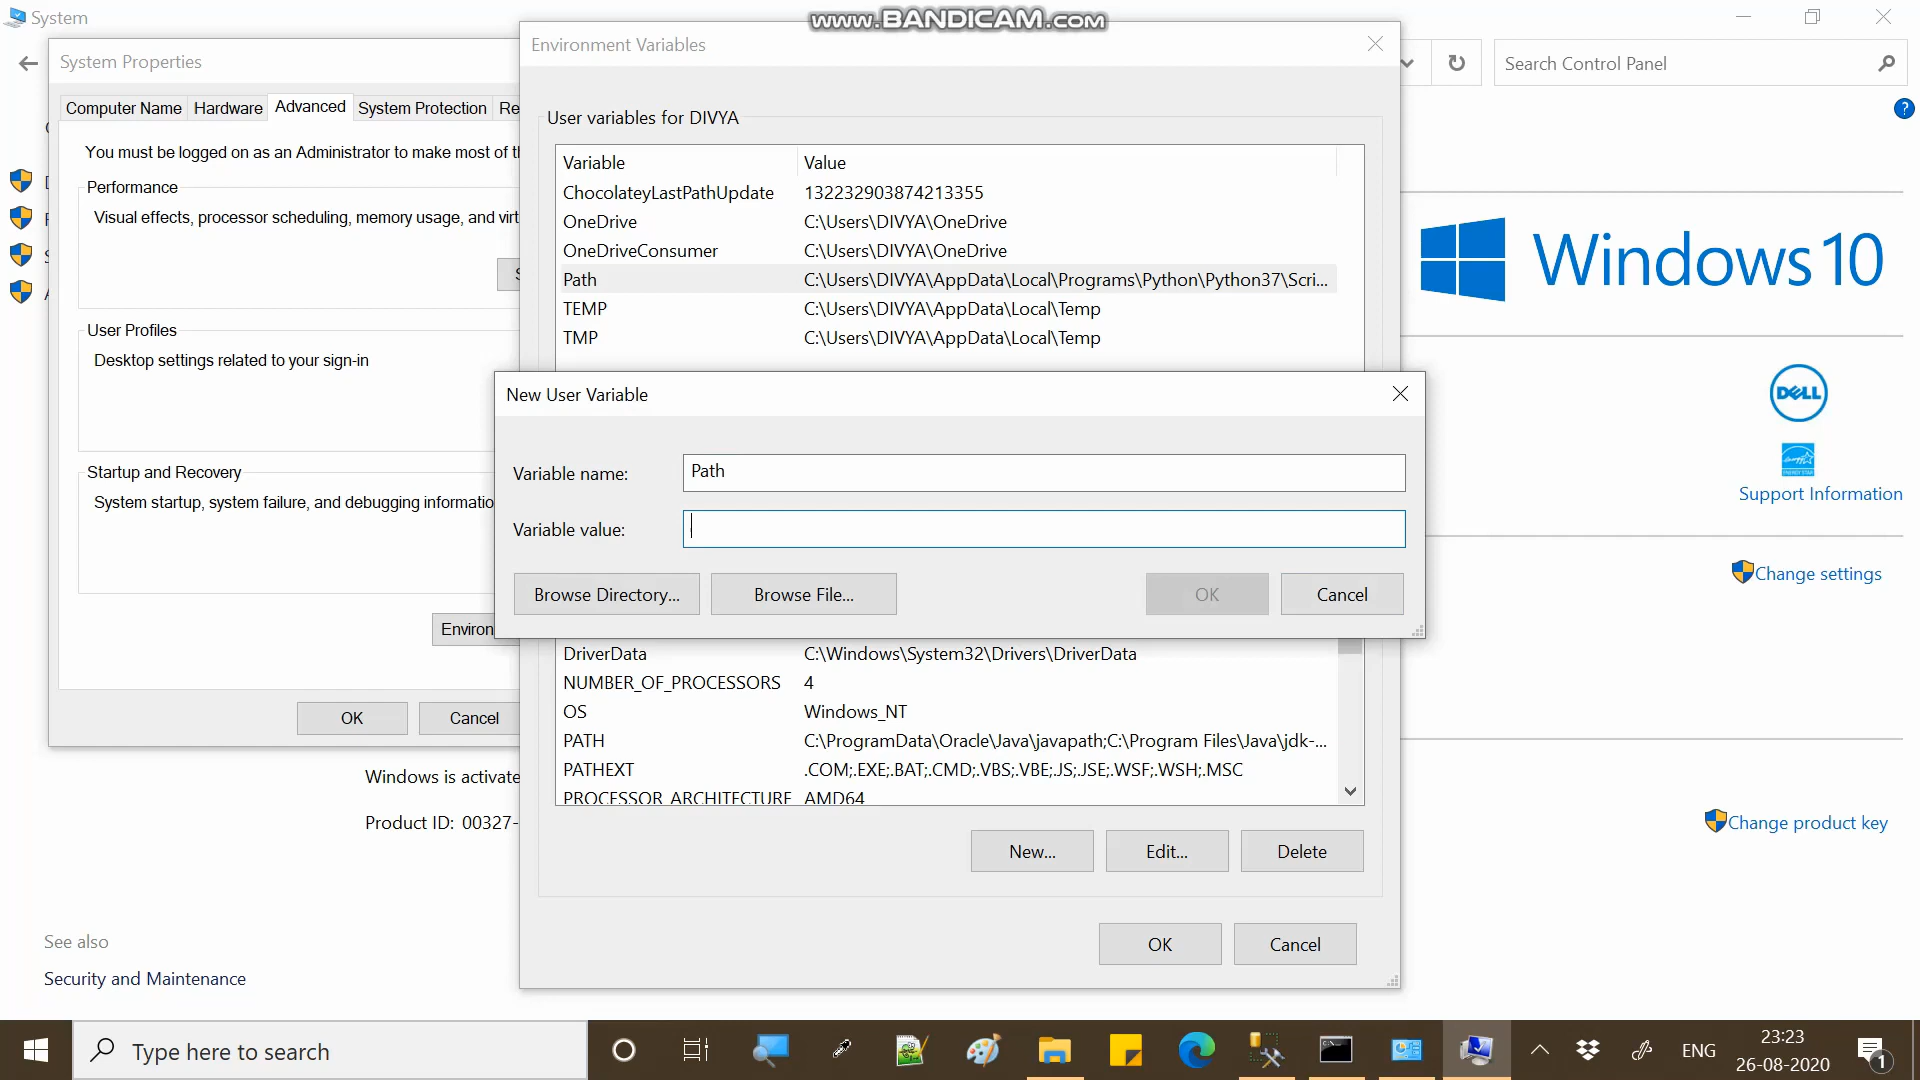 System
www.BANDICAM.com
Search Control Panel
System Properties
Computer Name
Hardware
Advanced
System Protection
Re
You must be logged on as an Administrator to make most of th
Performance
Visual effects, processor scheduling, memory usage, and virt
User Profiles
Desktop settings related to your sign-in
Startup and Recovery
System startup, system failure, and debugging informatio
Environ
OK
Cancel
Windows is activate
Product ID: 00327-
See also
Security and Maintenance
Environment Variables
User variables for DIVYA
Variable Value
ChocolateyLastPathUpdate 132232903874213355
OneDrive C:\Users\DIVYA\OneDrive
OneDriveConsumer C:\Users\DIVYA\OneDrive
Path C:\Users\DIVYA\AppData\Local\Programs\Python\Python37\Scri...
TEMP C:\Users\DIVYA\AppData\Local\Temp
TMP C:\Users\DIVYA\AppData\Local\Temp
New User Variable
Variable name: Path
Variable value:
Browse Directory...
Browse File...
OK
Cancel
DriverData C:\Windows\System32\Drivers\DriverData
NUMBER_OF_PROCESSORS 4
OS Windows_NT
PATH C:\ProgramData\Oracle\Java\javapath;C:\Program Files\Java\jdk-...
PATHEXT .COM;.EXE;.BAT;.CMD;.VBS;.VBE;.JS;.JSE;.WSF;.WSH;.MSC
PROCESSOR_ARCHITECTURE AMD64
New...
Edit...
Delete
OK
Cancel
Windows 10
DELL
Support Information
Change settings
Change product key
Type here to search
ENG
23:23
26-08-2020
1